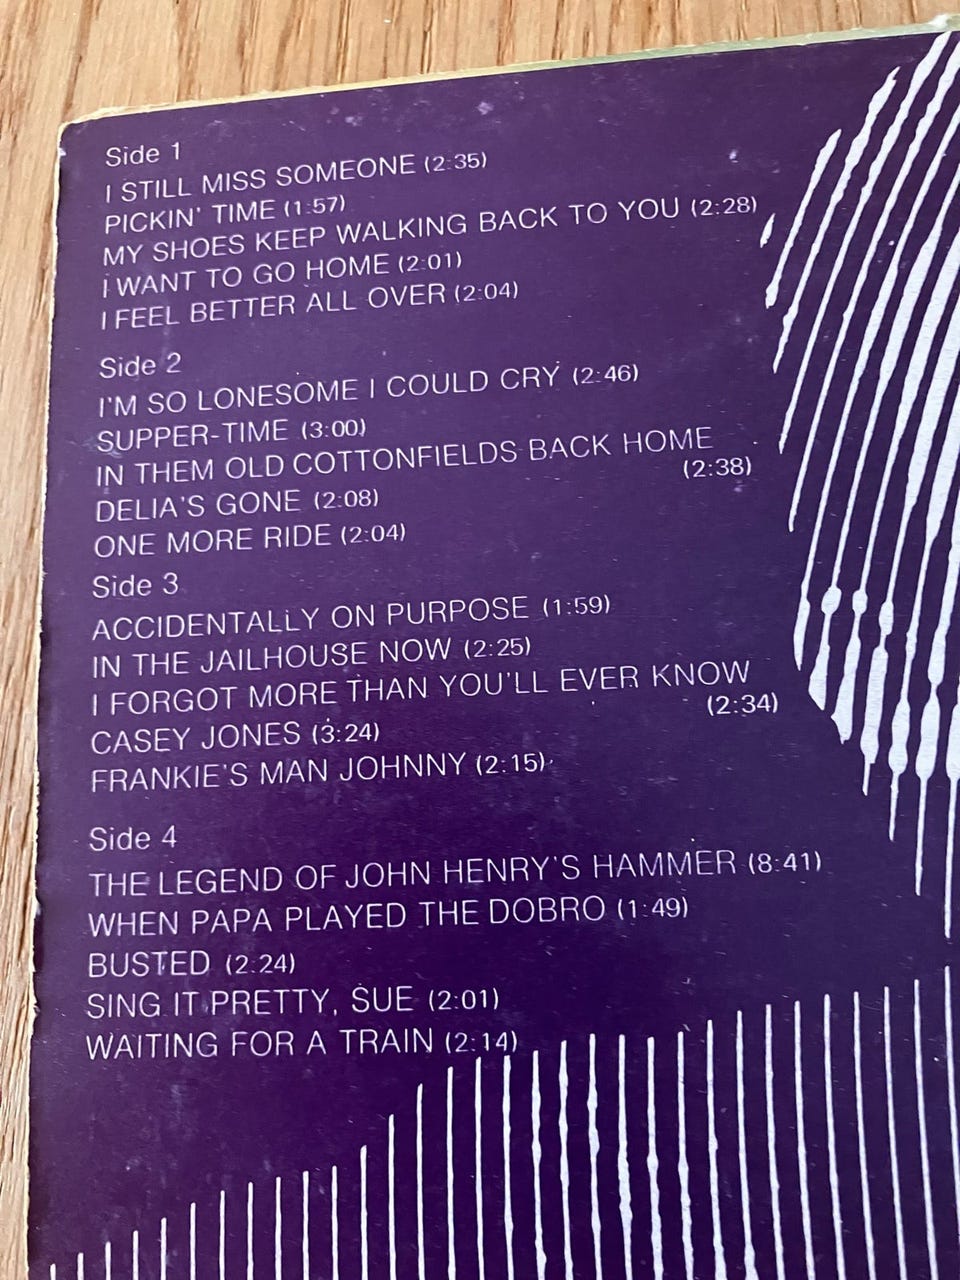 Side 1
I STILL MISS SOMEONE (2:35)
PICKIN' TIME (1:57)
MY SHOES KEEP WALKING BACK TO YOU (2:28)
I WANT TO GO HOME (2:01)
I FEEL BETTER ALL OVER (2:04)
Side 2
I'M SO LONESOME I COULD CRY (2:46)
SUPPER-TIME (3:00)
IN THEM OLD COTTONFIELDS BACK HOME
(2:38)
DELIA'S GONE (2:08)
ONE MORE RIDE (2:04)
Side 3
ACCIDENTALLY ON PURPOSE (1:59)
IN THE JAILHOUSE NOW (2:25)
I FORGOT MORE THAN YOU'LL EVER KNOW
(2:34)
CASEY JONES (3:24)
FRANKIE'S MAN JOHNNY (2:15)
Side 4
THE LEGEND OF JOHN HENRY'S HAMMER (8:41)
WHEN PAPA PLAYED THE DOBRO (1:49)
BUSTED (2:24)
SING IT PRETTY, SUE (2:01)
WAITING FOR A TRAIN (2:14)